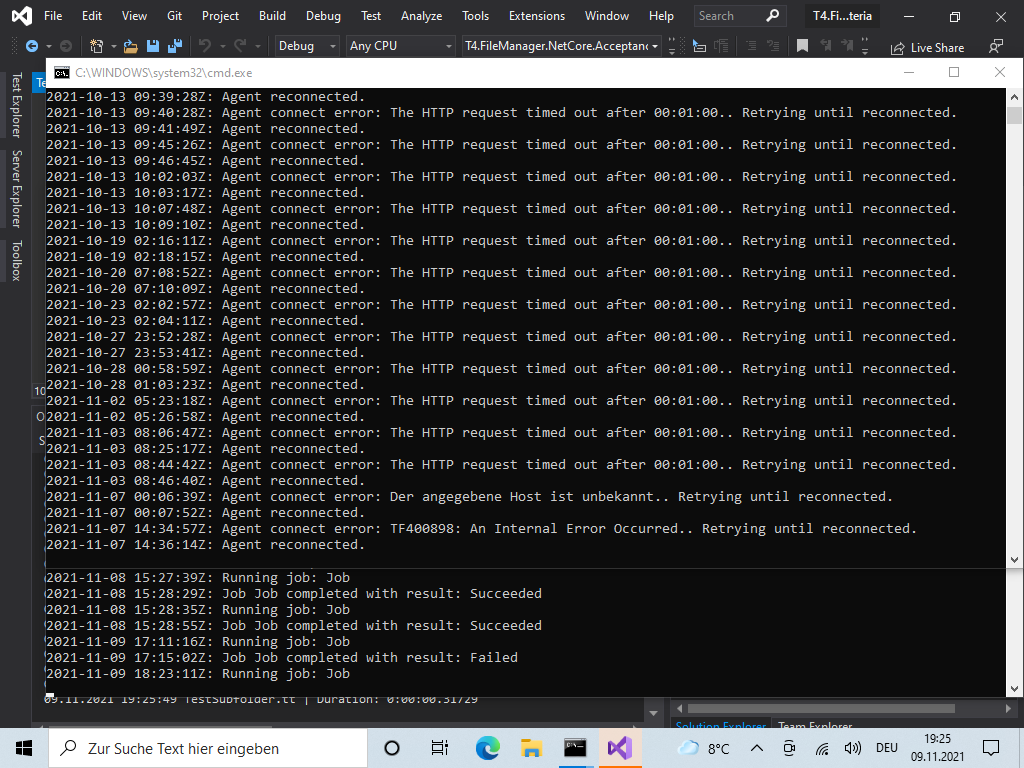 File Edit View Git Project Build Debug Test Analyze Tools Extensions Window Help Search T4.Fi...teria
Debug Any CPU T4.FileManager.NetCore.Acceptanc Live Share
C:\WINDOWS\system32\cmd.exe
Test Explorer
Server Explorer
Toolbox
Te
2021-10-13 09:39:28Z: Agent reconnected.
2021-10-13 09:40:28Z: Agent connect error: The HTTP request timed out after 00:01:00.. Retrying until reconnected.
2021-10-13 09:41:49Z: Agent reconnected.
2021-10-13 09:45:26Z: Agent connect error: The HTTP request timed out after 00:01:00.. Retrying until reconnected.
2021-10-13 09:46:45Z: Agent reconnected.
2021-10-13 10:02:03Z: Agent connect error: The HTTP request timed out after 00:01:00.. Retrying until reconnected.
2021-10-13 10:03:17Z: Agent reconnected.
2021-10-13 10:07:48Z: Agent connect error: The HTTP request timed out after 00:01:00.. Retrying until reconnected.
2021-10-13 10:09:10Z: Agent reconnected.
2021-10-19 02:16:11Z: Agent connect error: The HTTP request timed out after 00:01:00.. Retrying until reconnected.
2021-10-19 02:18:15Z: Agent reconnected.
2021-10-20 07:08:52Z: Agent connect error: The HTTP request timed out after 00:01:00.. Retrying until reconnected.
2021-10-20 07:10:09Z: Agent reconnected.
2021-10-23 02:02:57Z: Agent connect error: The HTTP request timed out after 00:01:00.. Retrying until reconnected.
2021-10-23 02:04:11Z: Agent reconnected.
2021-10-27 23:52:28Z: Agent connect error: The HTTP request timed out after 00:01:00.. Retrying until reconnected.
2021-10-27 23:53:41Z: Agent reconnected.
2021-10-28 00:58:59Z: Agent connect error: The HTTP request timed out after 00:01:00.. Retrying until reconnected.
2021-10-28 01:03:23Z: Agent reconnected.
2021-11-02 05:23:18Z: Agent connect error: The HTTP request timed out after 00:01:00.. Retrying until reconnected.
2021-11-02 05:26:58Z: Agent reconnected.
2021-11-03 08:06:47Z: Agent connect error: The HTTP request timed out after 00:01:00.. Retrying until reconnected.
2021-11-03 08:25:17Z: Agent reconnected.
2021-11-03 08:44:42Z: Agent connect error: The HTTP request timed out after 00:01:00.. Retrying until reconnected.
2021-11-03 08:46:40Z: Agent reconnected.
2021-11-07 00:06:39Z: Agent connect error: Der angegebene Host ist unbekannt.. Retrying until reconnected.
2021-11-07 00:07:52Z: Agent reconnected.
2021-11-07 14:34:57Z: Agent connect error: TF400898: An Internal Error Occurred.. Retrying until reconnected.
2021-11-07 14:36:14Z: Agent reconnected.
2021-11-08 15:27:39Z: Running job: Job
2021-11-08 15:28:29Z: Job Job completed with result: Succeeded
2021-11-08 15:28:35Z: Running job: Job
2021-11-08 15:28:55Z: Job Job completed with result: Succeeded
2021-11-09 17:11:16Z: Running job: Job
2021-11-09 17:15:02Z: Job Job completed with result: Failed
2021-11-09 18:23:11Z: Running job: Job
09.11.2021 19:25:49 TestSubfolder.tt | Duration: 0:00:00.31729
Solution Explorer Team Explorer
Zur Suche Text hier eingeben
8°C
DEU
19:25
09.11.2021